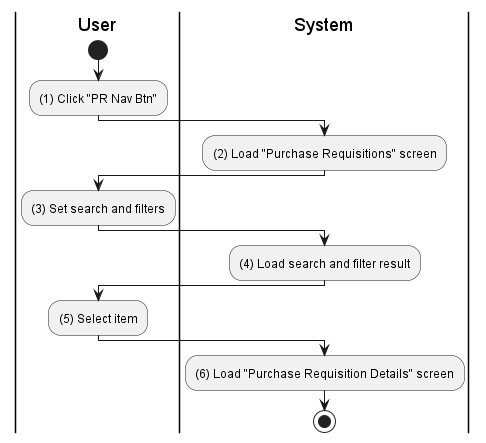 User
System
(1) Click "PR Nav Btn"
(2) Load "Purchase Requisitions" screen
(3) Set search and filters
(4) Load search and filter result
(5) Select item
(6) Load "Purchase Requisition Details" screen